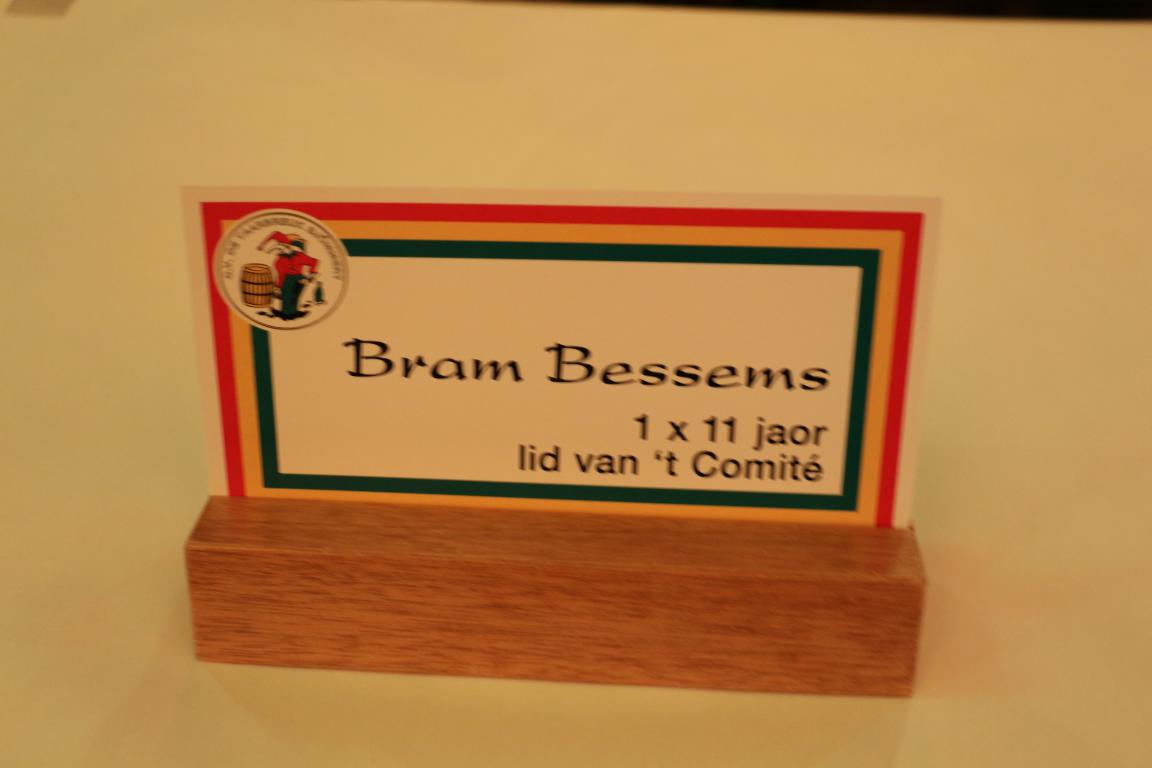 Bram Bessems
1 x 11 jaor
lid van ‘t Comité